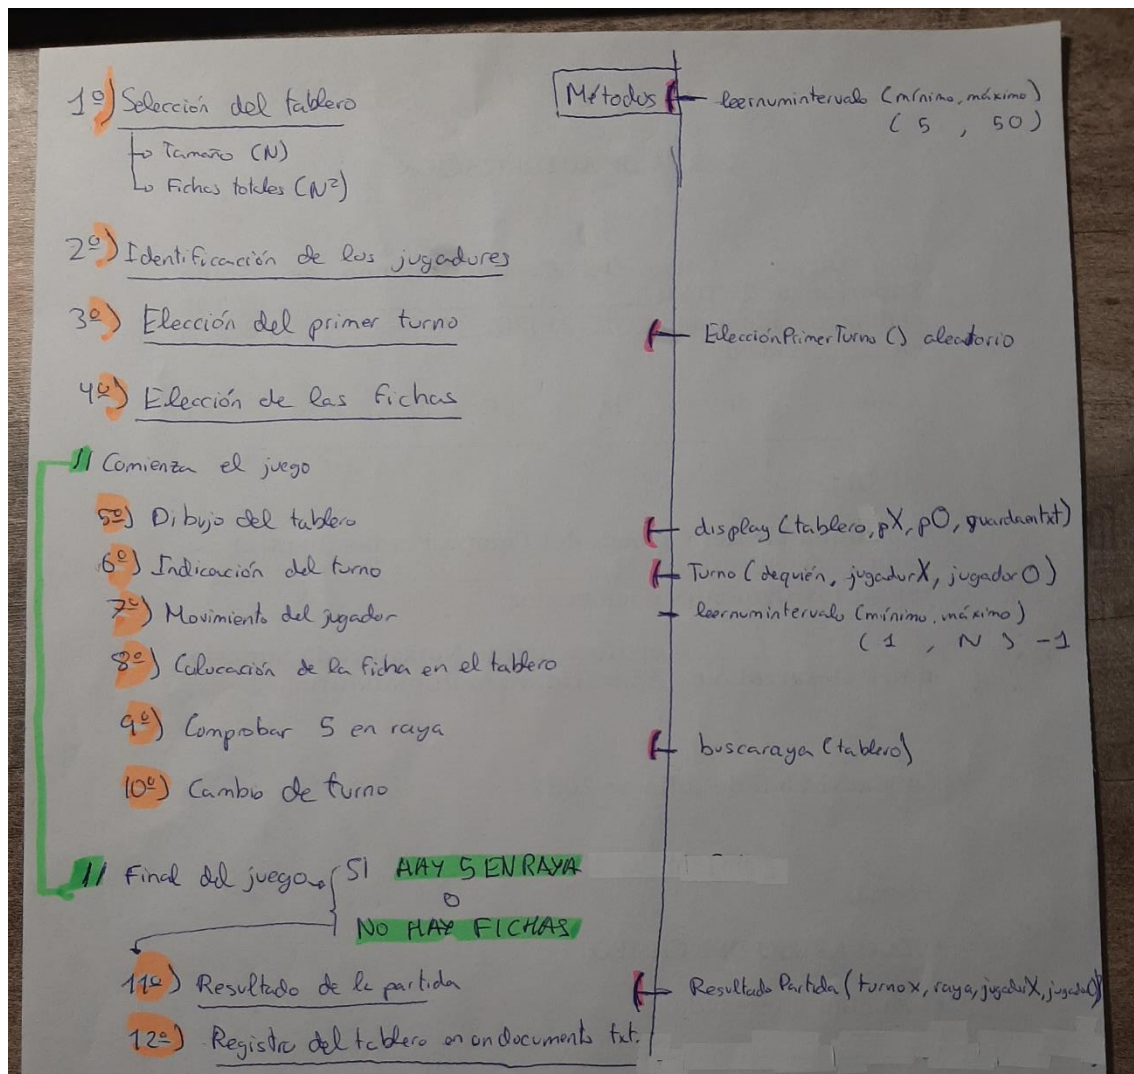 1º) Selección del tablero
Tamaño (N)
Fichas totales (N²)
2º) Identificación de los jugadores
3º) Elección del primer turno
4º) Elección de las fichas
// Comienza el juego
5º) Dibujo del tablero
6º) Indicación del turno
7º) Movimiento del jugador
8º) Colocación de la ficha en el tablero
9º) Comprobar 5 en raya
10º) Cambio de turno
// Final del juego → SI HAY 5 EN RAYA
O
NO HAY FICHAS
11º) Resultado de la partida
12º) Registro del tablero en un documento txt.
Métodos
leernumintervalo (mínimo, máximo)
( 5 , 50 )
ElecciónPrimerTurno () aleatorio
display (tablero, pX, pO, guardaentxt)
Turno (dequién, jugadorX, jugadorO)
leernumintervalo (mínimo, máximo)
( 1 , N ) -1
buscaraya (tablero)
Resultado Partida (turnox, raya, jugadorX, jugadorO)